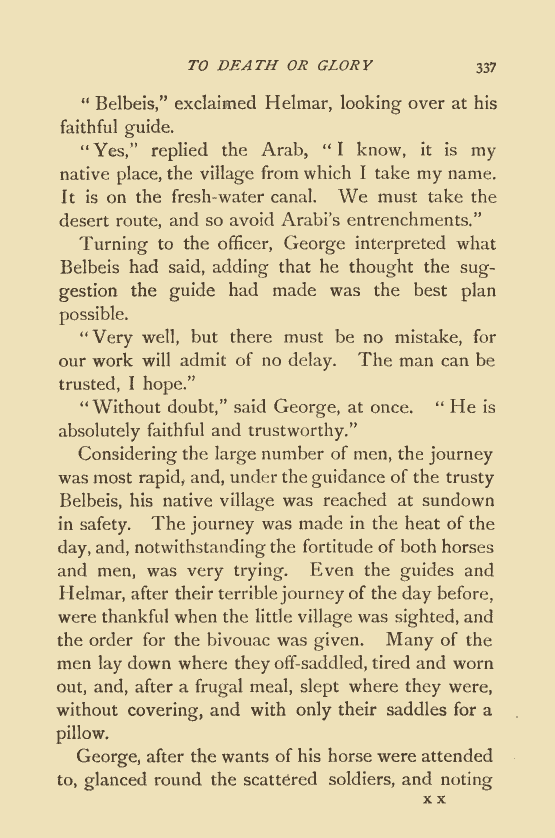 TO DEATH OR GLORY 337
“ Belbeis,” exclaimed Helmar, looking over at his
faithful guide.
“ Yes,” replied the Arab, “ I know, it is my
native place, the village from which I take my name.
It is on the fresh-water canal. We must take the
desert route, and so avoid Arabi’s entrenchments.”
Turning to the officer, George interpreted what
Belbeis had said, adding that he thought the sug-
gestion the guide had made was the best plan
possible.
“ Very well, but there must be no mistake, for
our work will admit of no delay. The man can be
trusted, I hope.”
“ Without doubt,” said George, at once. “ He is
absolutely faithful and trustworthy.”
Considering the large number of men, the journey
was most rapid, and, under the guidance of the trusty
Belbeis, his native village was reached at sundown
in safety. The journey was made in the heat of the
day, and, notwithstanding the fortitude of both horses
and men, was very trying. Even the guides and
Helmar, after their terrible journey of the day before,
were thankful when the little village was sighted, and
the order for the bivouac was given. Many of the
men lay down where they off-saddled, tired and worn
out, and, after a frugal meal, slept where they were,
without covering, and with only their saddles for a
pillow.
George, after the wants of his horse were attended
to, glanced round the scattered soldiers, and noting
X X